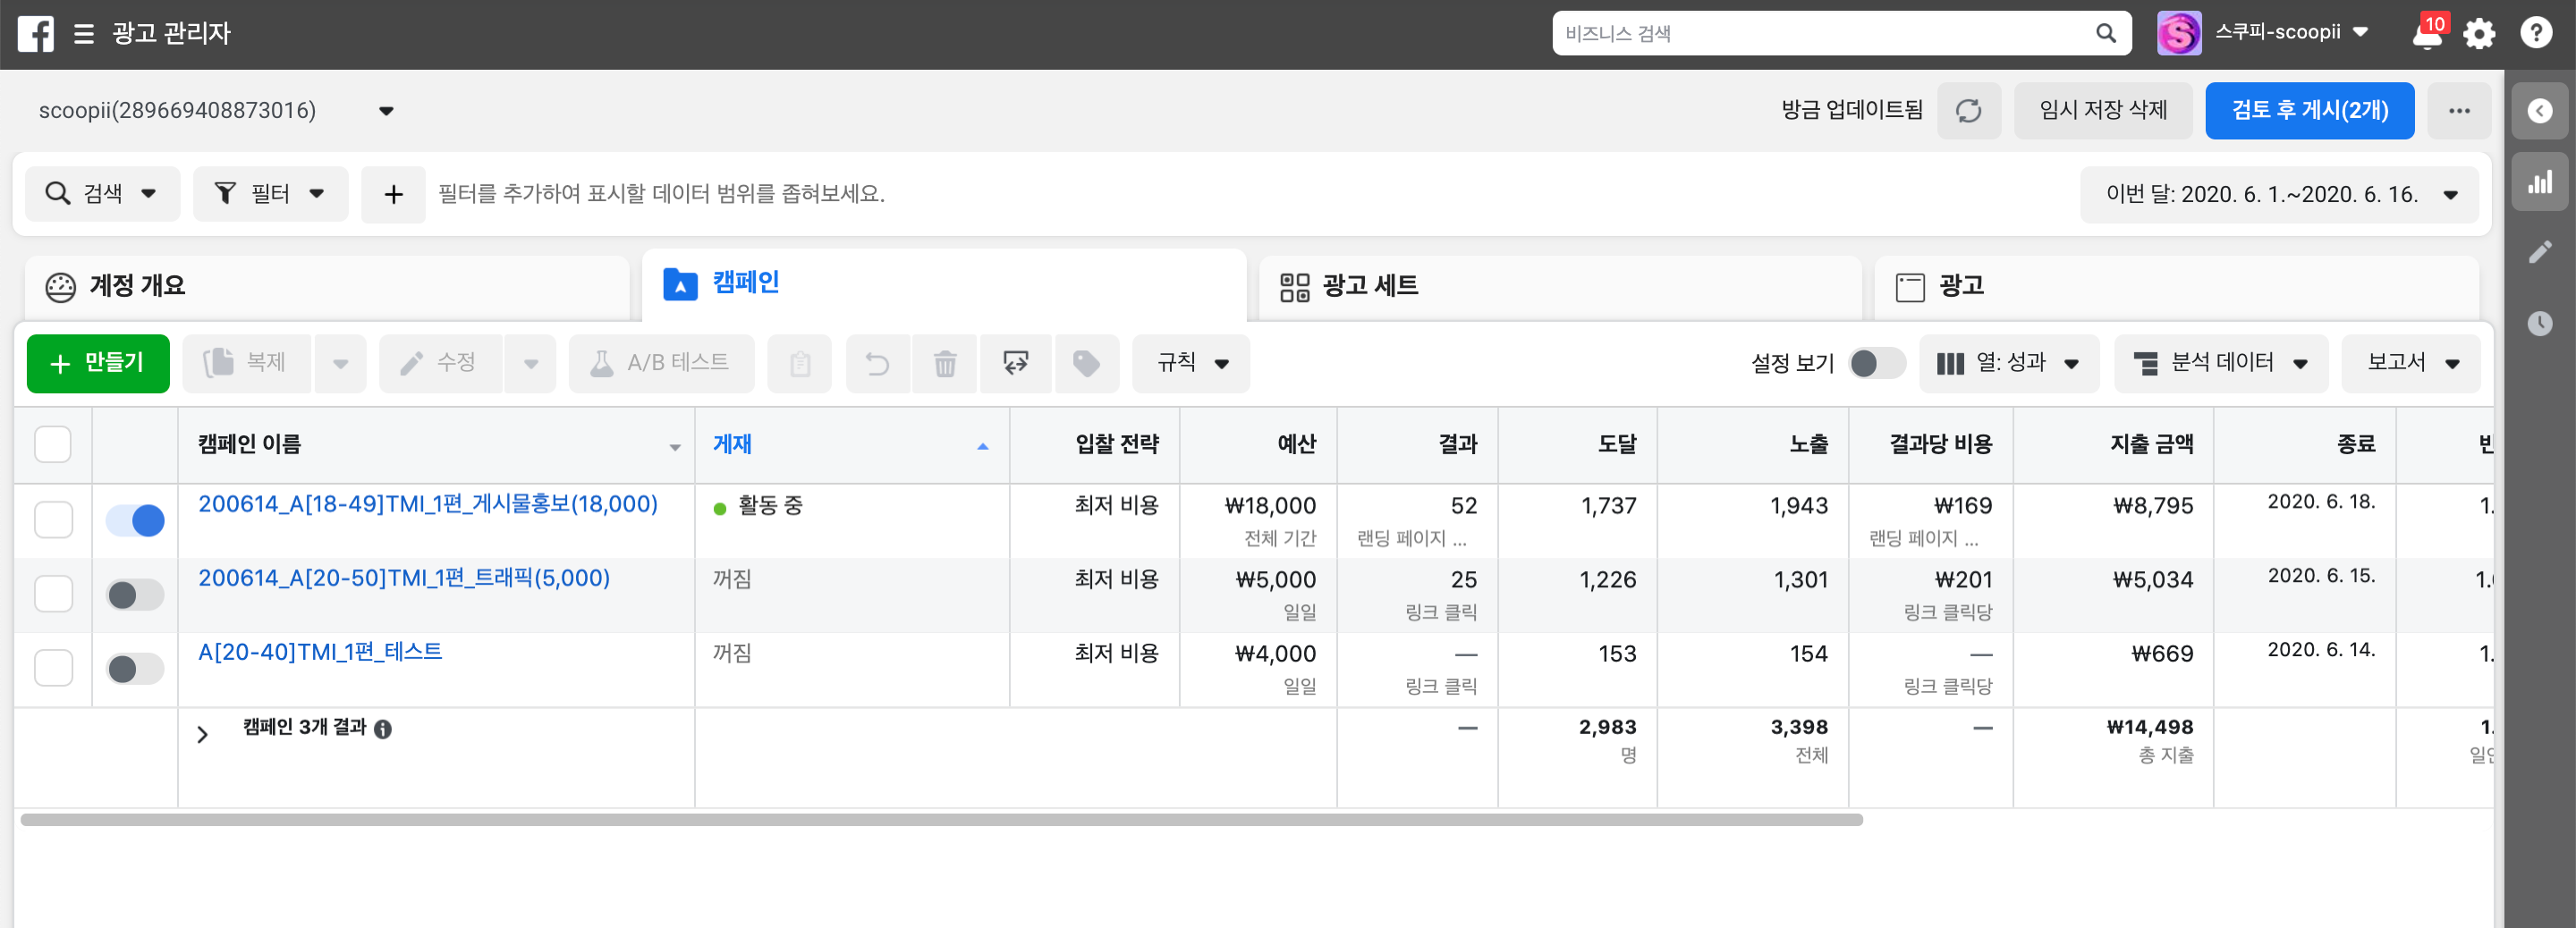 광고 관리자
비즈니스 검색
스쿠피-scoopii
10
scoopii(289669408873016)
방금 업데이트됨
임시 저장 삭제
검토 후 게시(2개)
검색
필터
필터를 추가하여 표시할 데이터 범위를 좁혀보세요.
이번 달: 2020. 6. 1.~2020. 6. 16.
계정 개요
캠페인
광고 세트
광고
+ 만들기
복제
수정
A/B 테스트
규칙
설정 보기
열: 성과
분석 데이터
보고서
캠페인 이름
게재
입찰 전략
예산
결과
도달
노출
결과당 비용
지출 금액
종료
200614_A[18-49]TMI_1편_게시물홍보(18,000)
활동 중
최저 비용
₩18,000
전체 기간
52
랜딩 페이지 ...
1,737
1,943
₩169
랜딩 페이지 ...
₩8,795
2020. 6. 18.
1.
200614_A[20-50]TMI_1편_트래픽(5,000)
꺼짐
최저 비용
₩5,000
일일
25
링크 클릭
1,226
1,301
₩201
링크 클릭당
₩5,034
2020. 6. 15.
1.
A[20-40]TMI_1편_테스트
꺼짐
최저 비용
₩4,000
일일
—
링크 클릭
153
154
—
링크 클릭당
₩669
2020. 6. 14.
1.
캠페인 3개 결과
—
2,983
명
3,398
전체
—
₩14,498
총 지출
1.